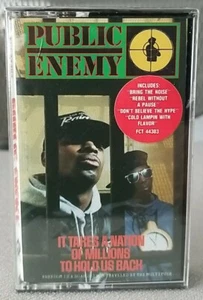 PUBLIC
ENEMY
INCLUDES:
"BRING THE NOISE"
"REBEL WITHOUT
A PAUSE"
"DON'T BELIEVE THE HYPE"
"COLD LAMPIN WITH
FLAVOR"
FCT 44303
IT TAKES A NATION
OF MILLIONS
TO HOLD US BACK